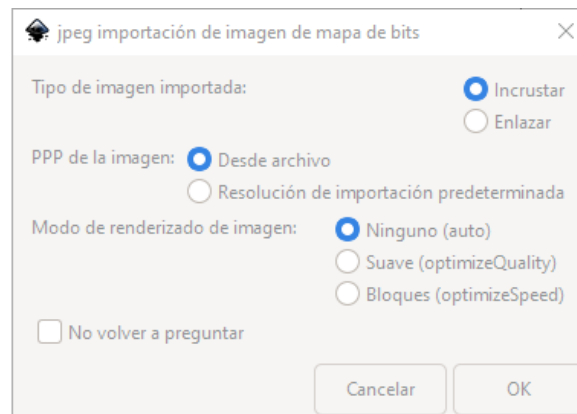 jpeg importación de imagen de mapa de bits
Tipo de imagen importada:
Incrustar
Enlazar
PPP de la imagen:
Desde archivo
Resolución de importación predeterminada
Modo de renderizado de imagen:
Ninguno (auto)
Suave (optimizeQuality)
Bloques (optimizeSpeed)
No volver a preguntar
Cancelar
OK